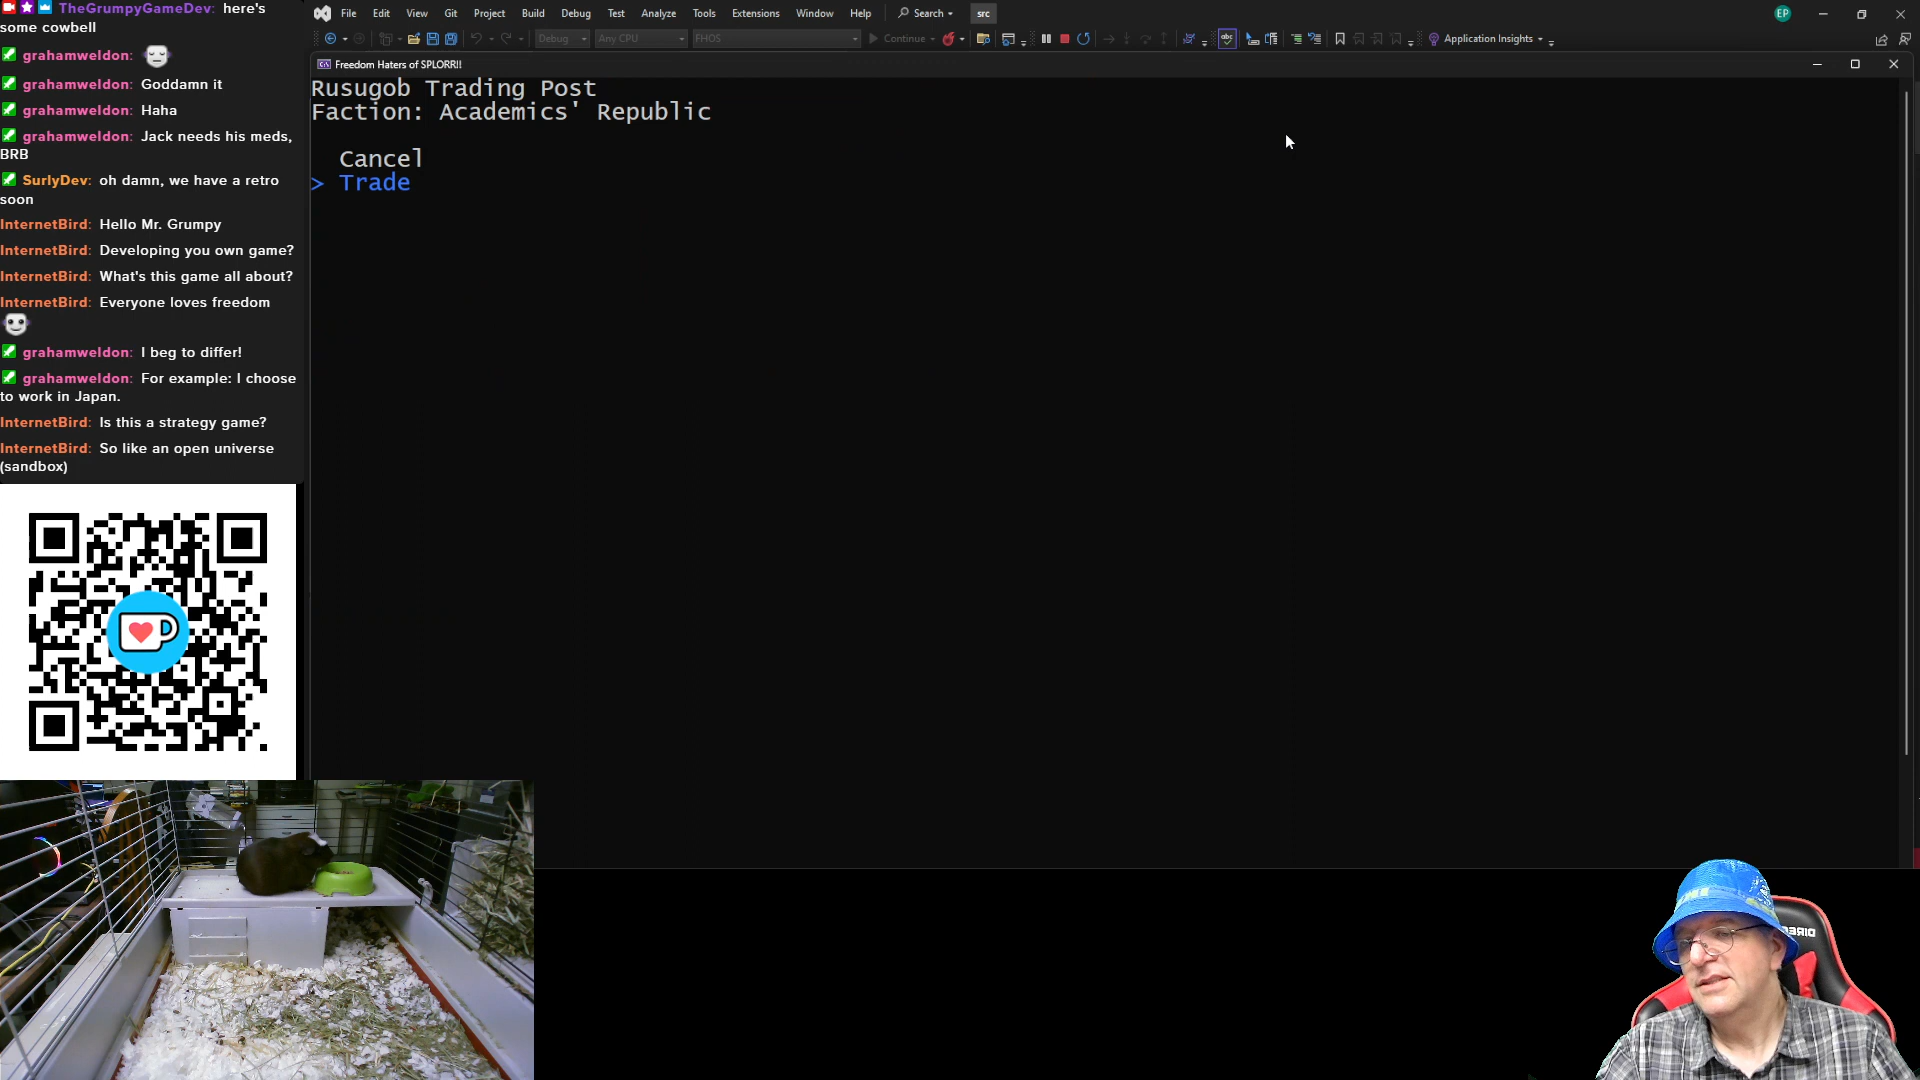 TheGrumpyGameDev: here's
some cowbell
grahamweldon:
grahamweldon: Goddamn it
grahamweldon: Haha
grahamweldon: Jack needs his meds,
BRB
SurlyDev: oh damn, we have a retro
soon
InternetBird: Hello Mr. Grumpy
InternetBird: Developing you own game?
InternetBird: What's this game all about?
InternetBird: Everyone loves freedom
grahamweldon: I beg to differ!
grahamweldon: For example: I choose
to work in Japan.
InternetBird: Is this a strategy game?
InternetBird: So like an open universe
(sandbox)
File Edit View Git Project Build Debug Test Analyze Tools Extensions Window Help Search src EP
Debug Any CPU FHOS Continue Application Insights
Freedom Haters of SPLORR!!
Rusugob Trading Post
Faction: Academics' Republic
Cancel
> Trade